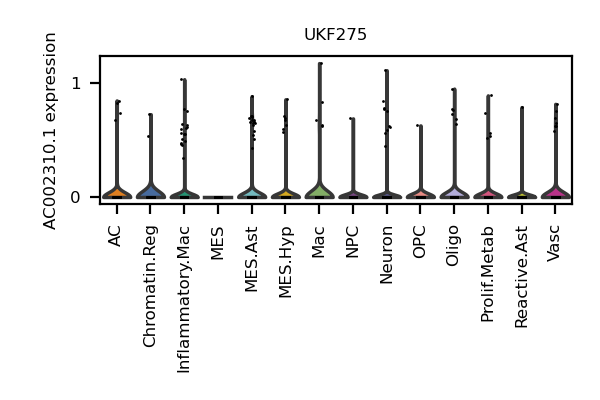 UKF275
AC002310.1 expression
1
0
AC
Chromatin.Reg
Inflammatory.Mac
MES
MES.Ast
MES.Hyp
Mac
NPC
Neuron
OPC
Oligo
Prolif.Metab
Reactive.Ast
Vasc